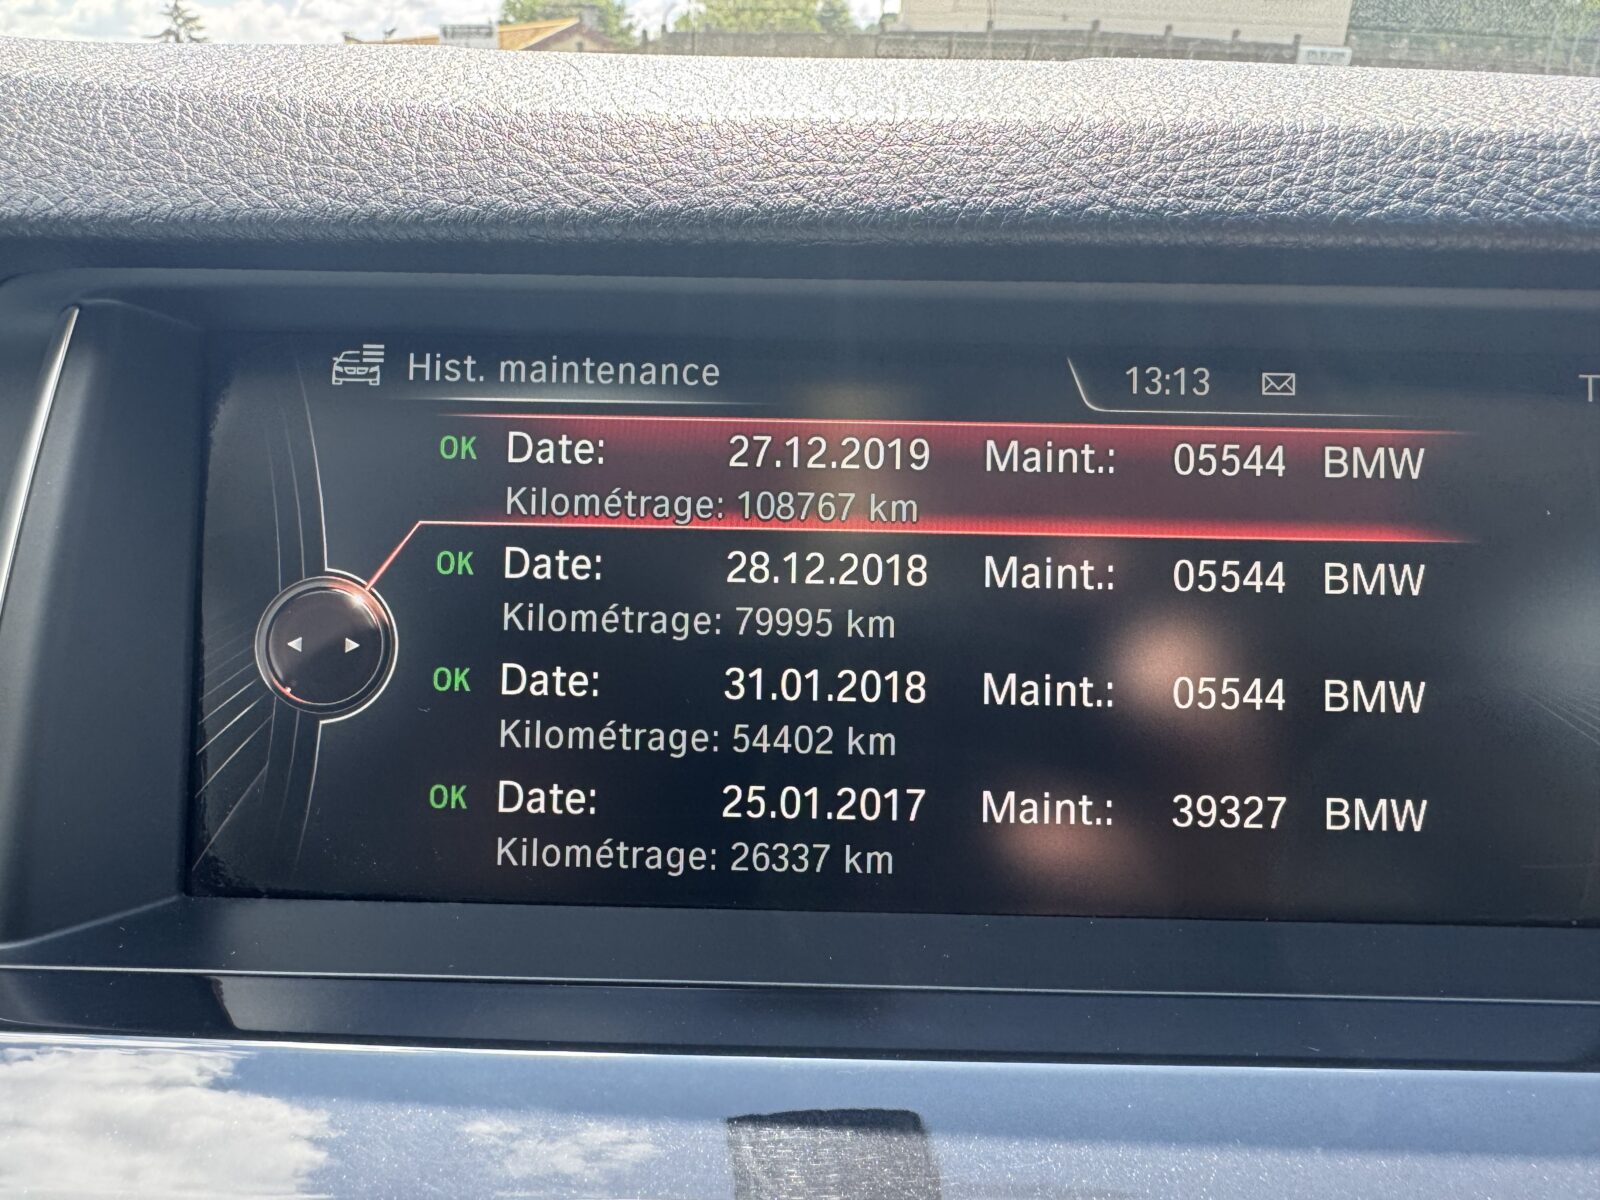 Hist. maintenance 13:13
OK Date: 27.12.2019 Maint.: 05544 BMW
Kilométrage: 108767 km
OK Date: 28.12.2018 Maint.: 05544 BMW
Kilométrage: 79995 km
OK Date: 31.01.2018 Maint.: 05544 BMW
Kilométrage: 54402 km
OK Date: 25.01.2017 Maint.: 39327 BMW
Kilométrage: 26337 km